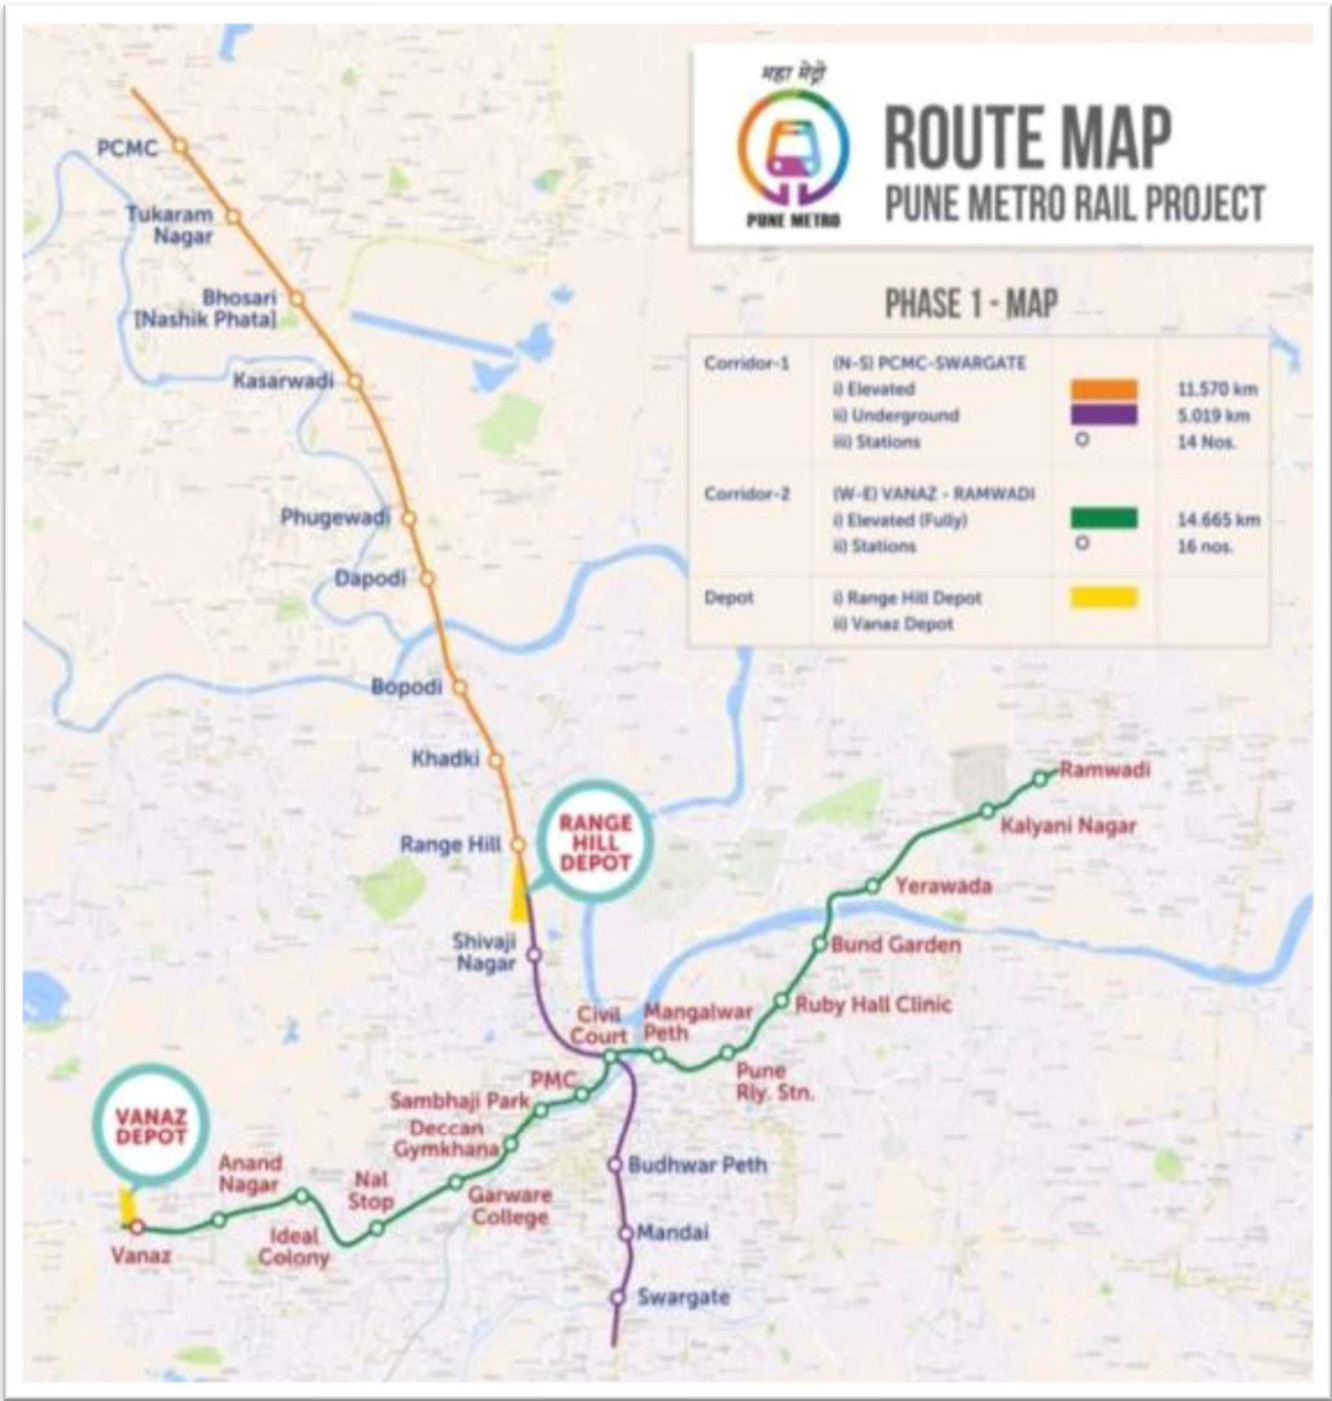 महा मेट्रो
PUNE METRO
ROUTE MAP
PUNE METRO RAIL PROJECT
PHASE 1 - MAP
Corridor-1 (N-S) PCMC-SWARGATE
i) Elevated 11.570 km
ii) Underground 5.019 km
iii) Stations 14 Nos.
Corridor-2 (W-E) VANAZ - RAMWADI
i) Elevated (Fully) 14.665 km
ii) Stations 16 nos.
Depot i) Range Hill Depot
ii) Vanaz Depot
PCMC
Tukaram
Nagar
Bhosari
[Nashik Phata]
Kasarwadi
Phugewadi
Dapodi
Bopodi
Khadki
Range Hill
RANGE
HILL
DEPOT
Shivaji
Nagar
Ramwadi
Kalyani Nagar
Yerawada
Bund Garden
Ruby Hall Clinic
Civil
Court
Mangalwar
Peth
Pune
Rly. Stn.
PMC
Sambhaji Park
Deccan
Gymkhana
Garware
College
Nal
Stop
Ideal
Colony
Anand
Nagar
VANAZ
DEPOT
Vanaz
Budhwar Peth
Mandai
Swargate